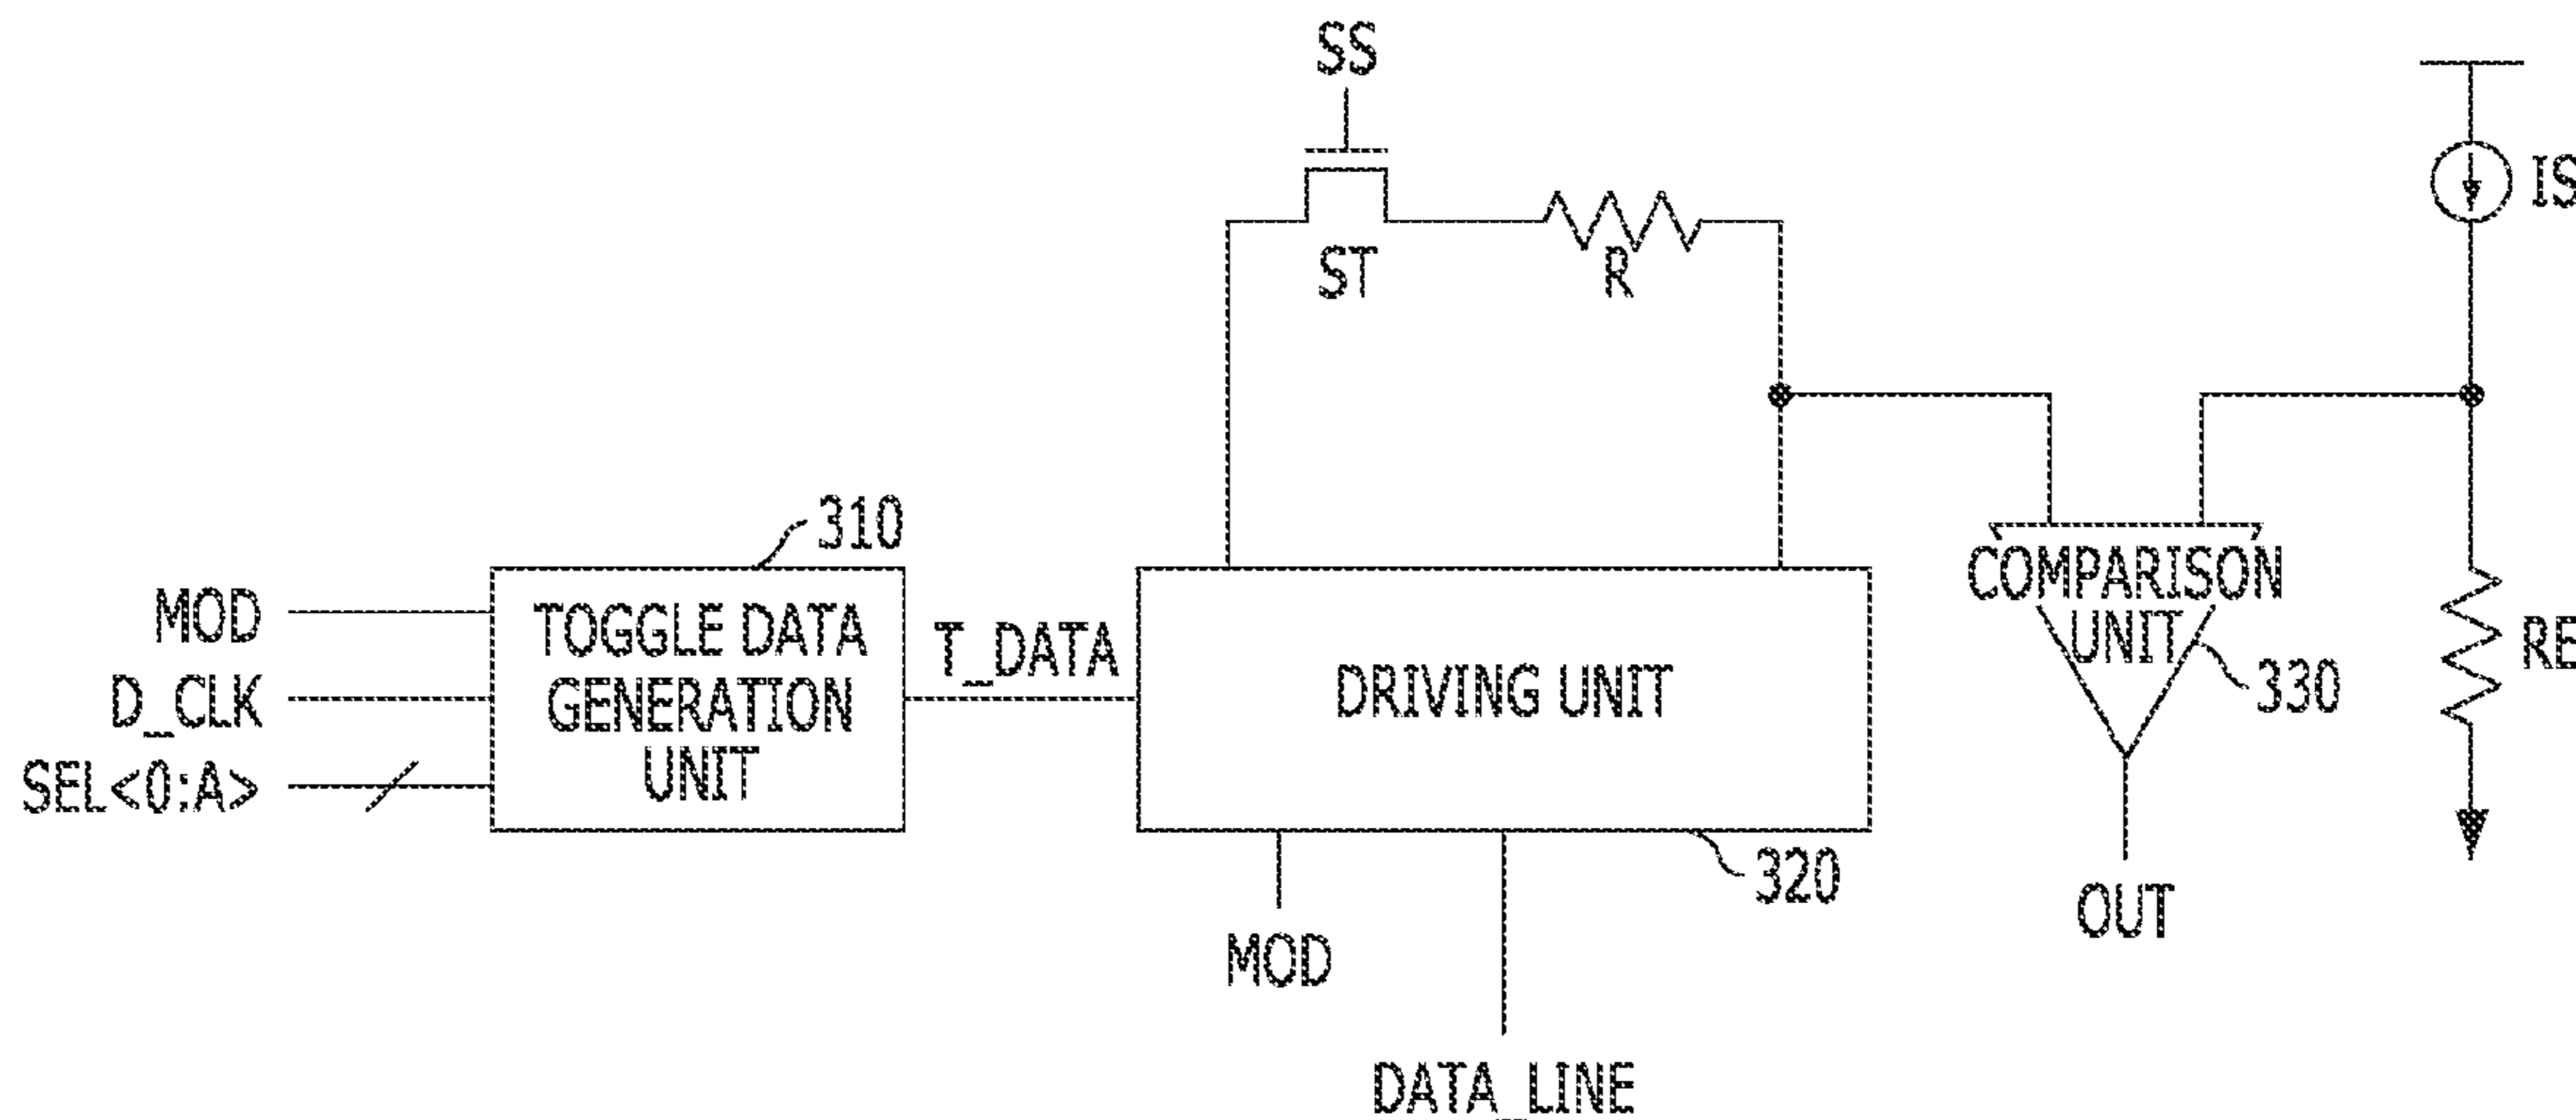 SS
IS
ST
R
310
MOD
D_CLK
SEL<0:A>
TOGGLE DATA
GENERATION
UNIT
T_DATA
DRIVING UNIT
320
MOD
DATA_LINE
COMPARISON
UNIT
330
OUT
RE